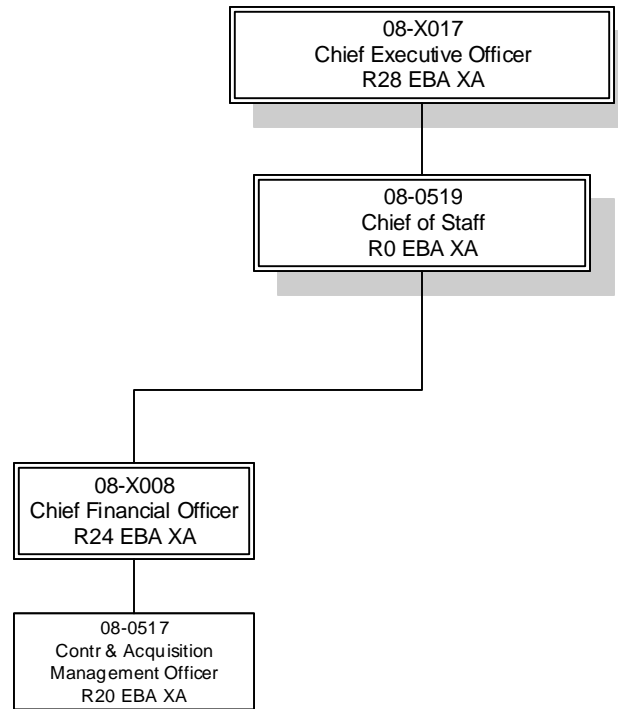 08-X017
Chief Executive Officer
R28 EBA XA
08-0519
Chief of Staff
R0 EBA XA
08-X008
Chief Financial Officer
R24 EBA XA
08-0517
Contr & Acquisition
Management Officer
R20 EBA XA